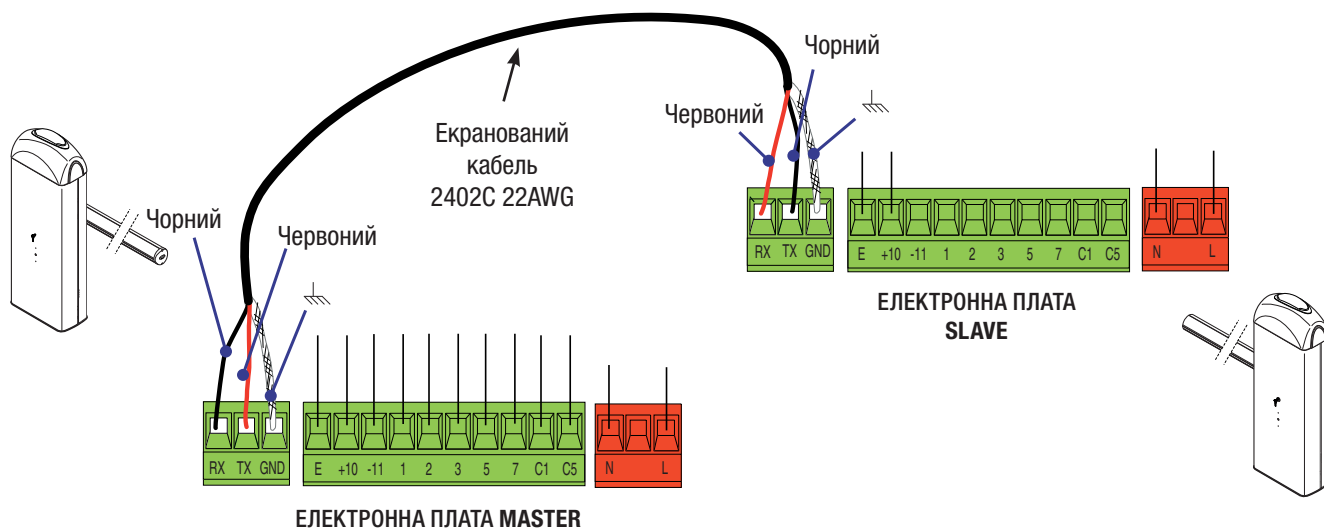 Чорний
Червоний
Екранований
кабель
2402C 22AWG
RX TX GND
E +10 -11 1 2 3 5 7 C1 C5
N L
ЕЛЕКТРОННА ПЛАТА
SLAVE
Чорний
Червоний
RX TX GND
E +10 -11 1 2 3 5 7 C1 C5
N L
ЕЛЕКТРОННА ПЛАТА MASTER